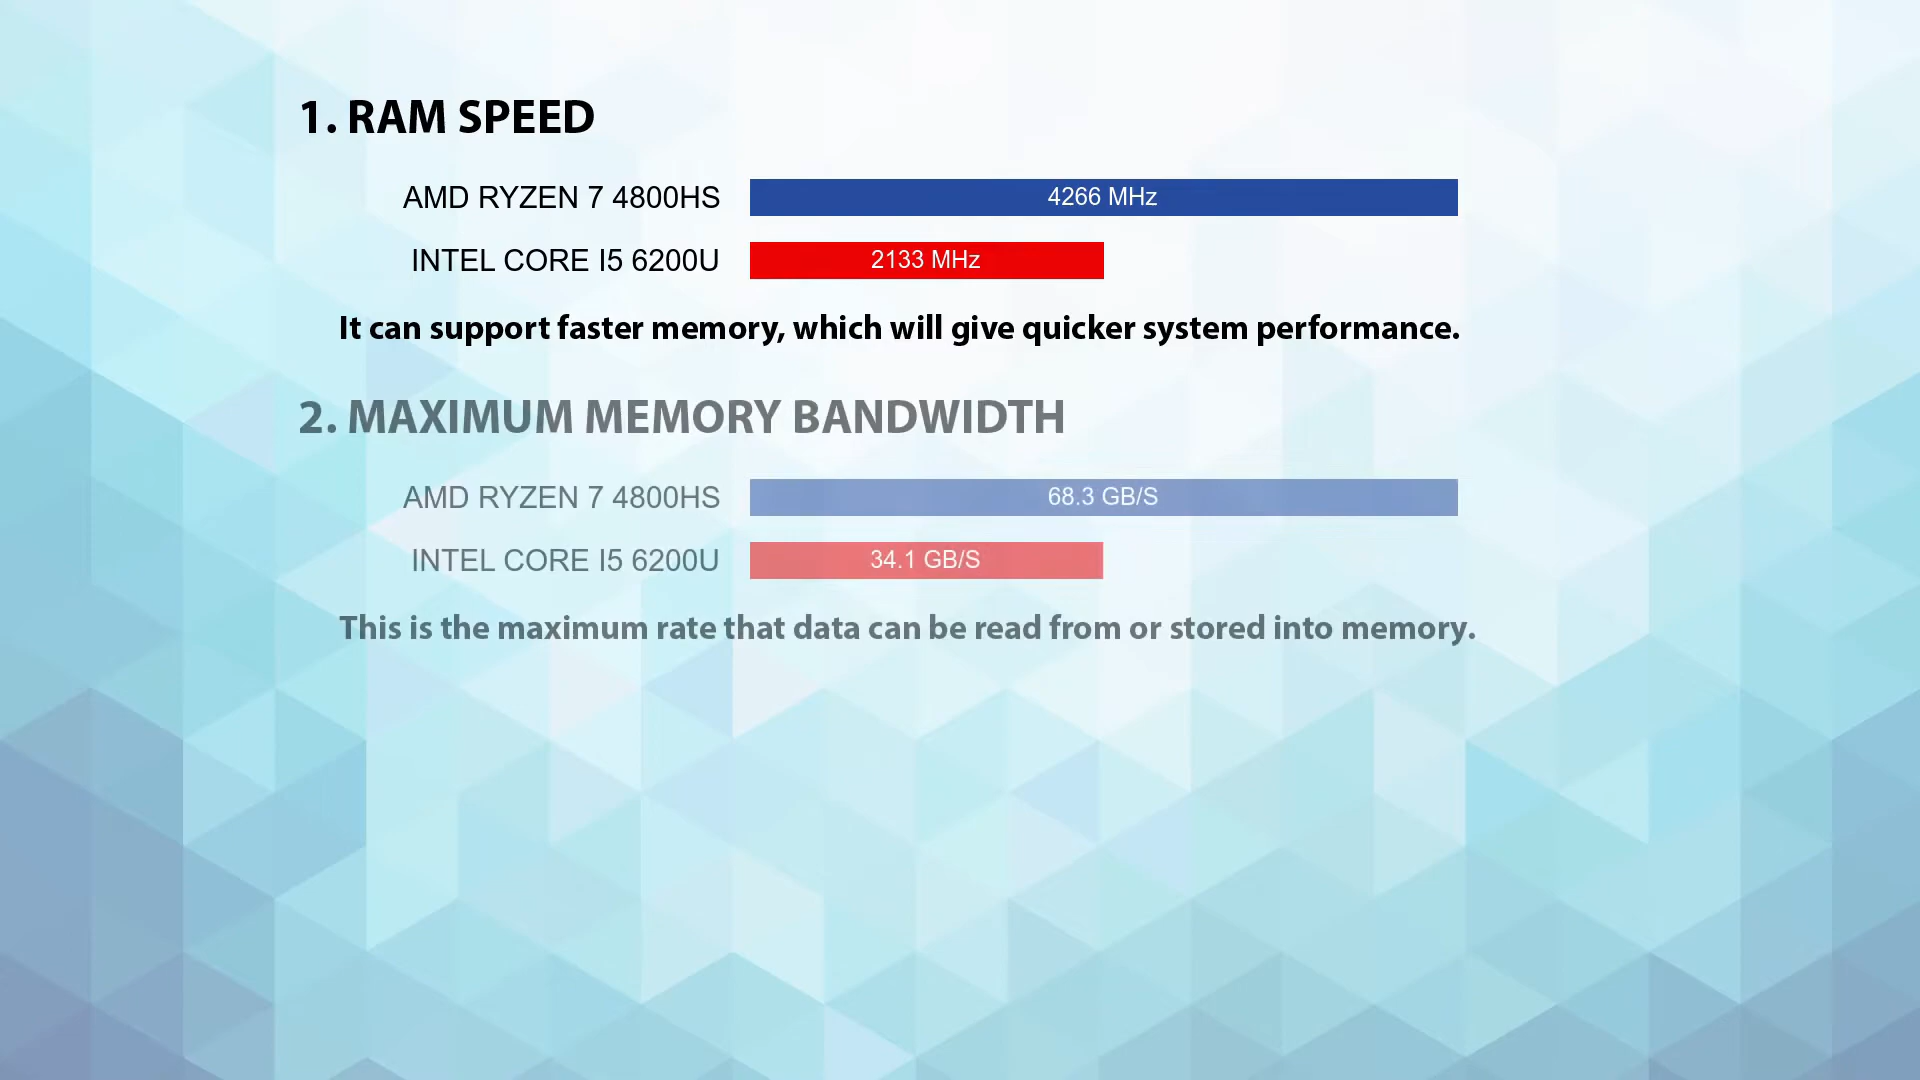 1. RAM SPEED
AMD RYZEN 7 4800HS 4266 MHz
INTEL CORE I5 6200U 2133 MHz
It can support faster memory, which will give quicker system performance.
2. MAXIMUM MEMORY BANDWIDTH
AMD RYZEN 7 4800HS 68.3 GB/S
INTEL CORE I5 6200U 34.1 GB/S
This is the maximum rate that data can be read from or stored into memory.